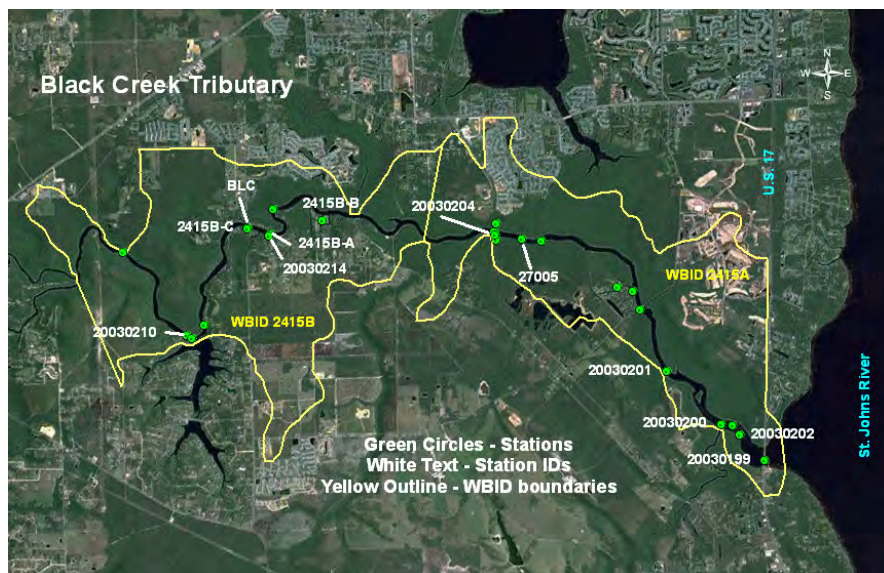 Black Creek Tributary
N
W E
S
U.S. 17
BLC
2415B-B
20030204
2415B-C
2415B-A
20030214
27005
WBID 2415A
WBID 2415B
20030210
20030201
20030200
20030202
20030199
St. Johns River
Green Circles - Stations
White Text - Station IDs
Yellow Outline - WBID boundaries